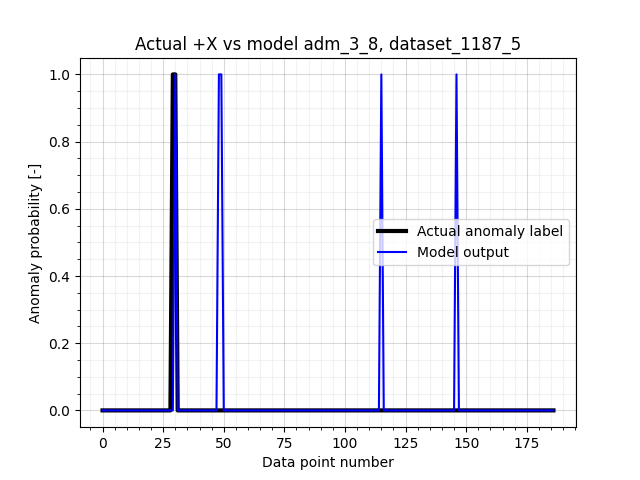 Actual +X vs model adm_3_8, dataset_1187_5
Anomaly probability [-]
1.0
0.8
0.6
0.4
0.2
0.0
Actual anomaly label
Model output
0 25 50 75 100 125 150 175
Data point number